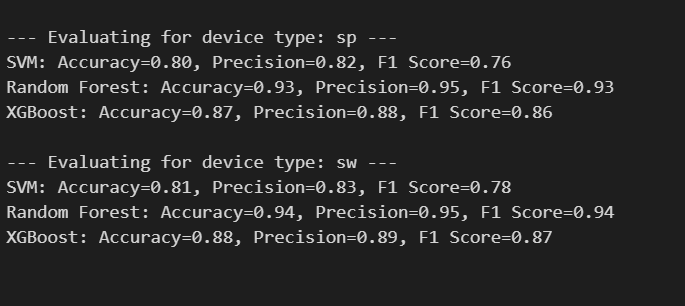 --- Evaluating for device type: sp ---
SVM: Accuracy=0.80, Precision=0.82, F1 Score=0.76
Random Forest: Accuracy=0.93, Precision=0.95, F1 Score=0.93
XGBoost: Accuracy=0.87, Precision=0.88, F1 Score=0.86
--- Evaluating for device type: sw ---
SVM: Accuracy=0.81, Precision=0.83, F1 Score=0.78
Random Forest: Accuracy=0.94, Precision=0.95, F1 Score=0.94
XGBoost: Accuracy=0.88, Precision=0.89, F1 Score=0.87